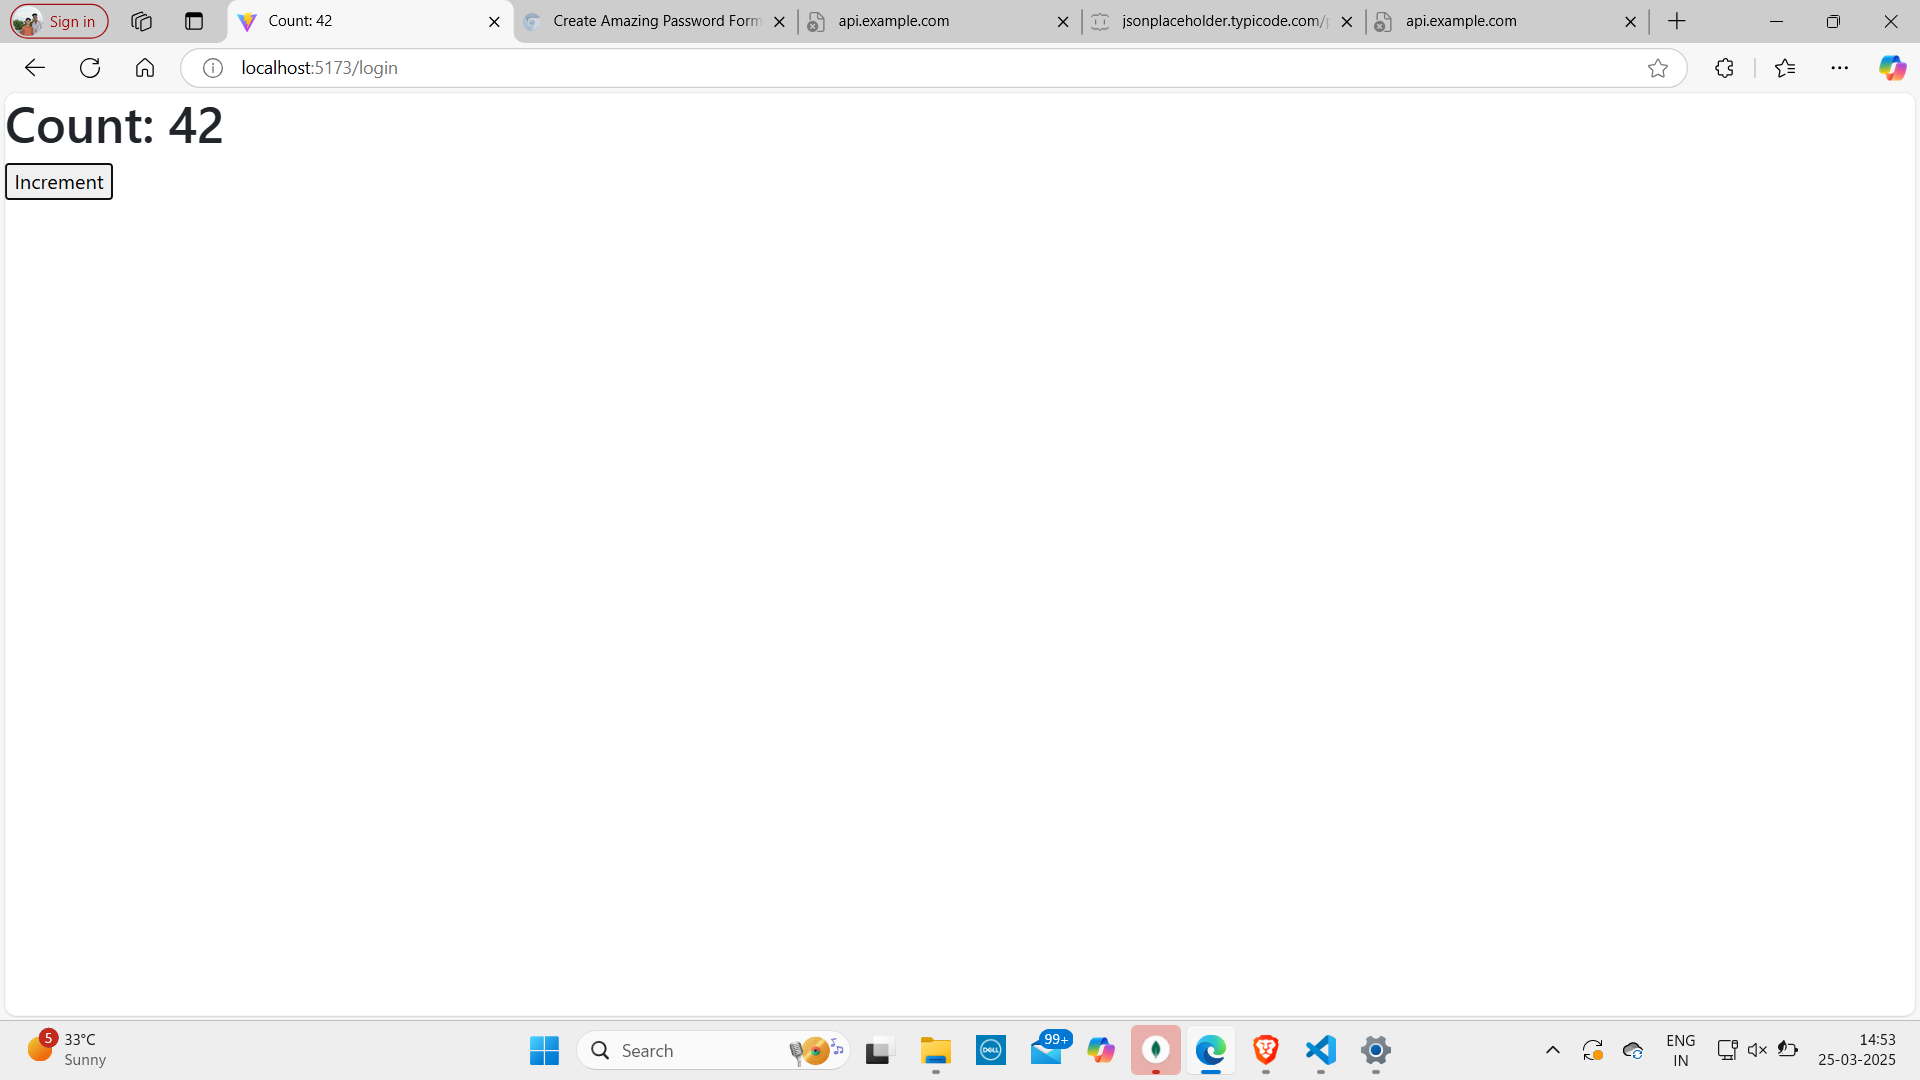 Sign in
Count: 42
Create Amazing Password Form
api.example.com
jsonplaceholder.typicode.com/p
api.example.com
localhost:5173/login
Count: 42
Increment
5
33°C
Sunny
Search
DELL
99+
ENG
IN
14:53
25-03-2025